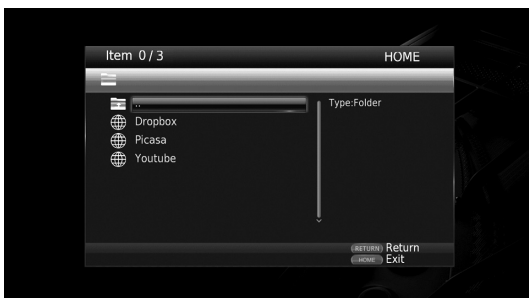 Item 0/3 HOME
..
Type:Folder
Dropbox
Picasa
Youtube
RETURN Return
HOME Exit